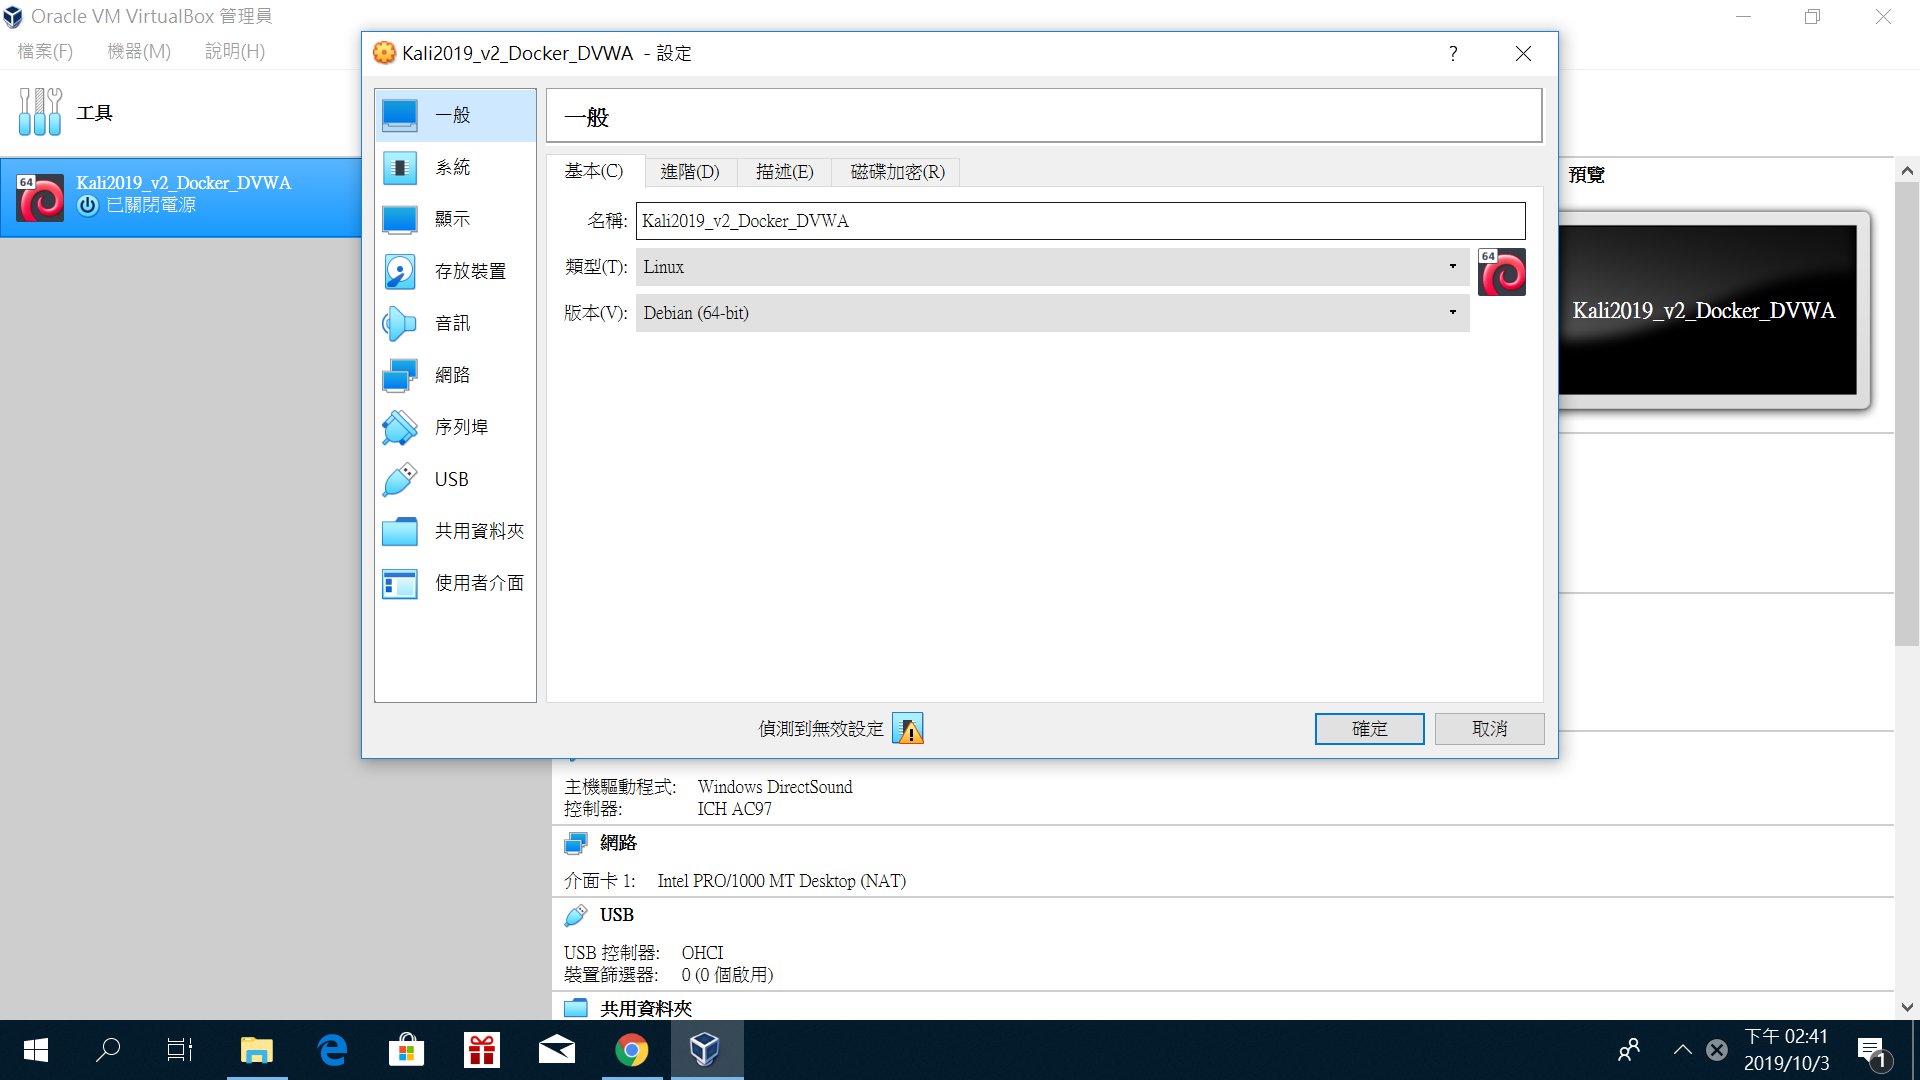 Oracle VM VirtualBox 管理員
檔案(F) 機器(M) 說明(H)
工具
64
Kali2019_v2_Docker_DVWA
已關閉電源
Kali2019_v2_Docker_DVWA - 設定
?
一般
系統
顯示
存放裝置
音訊
網路
序列埠
USB
共用資料夾
使用者介面
一般
基本(C) 進階(D) 描述(E) 磁碟加密(R)
名稱: Kali2019_v2_Docker_DVWA
類型(T): Linux
64
版本(V): Debian (64-bit)
偵測到無效設定
確定 取消
預覽
Kali2019_v2_Docker_DVWA
主機驅動程式: Windows DirectSound
控制器: ICH AC97
網路
介面卡 1: Intel PRO/1000 MT Desktop (NAT)
USB
USB 控制器: OHCI
裝置篩選器: 0 (0 個啟用)
共用資料夾
下午 02:41
2019/10/3
1